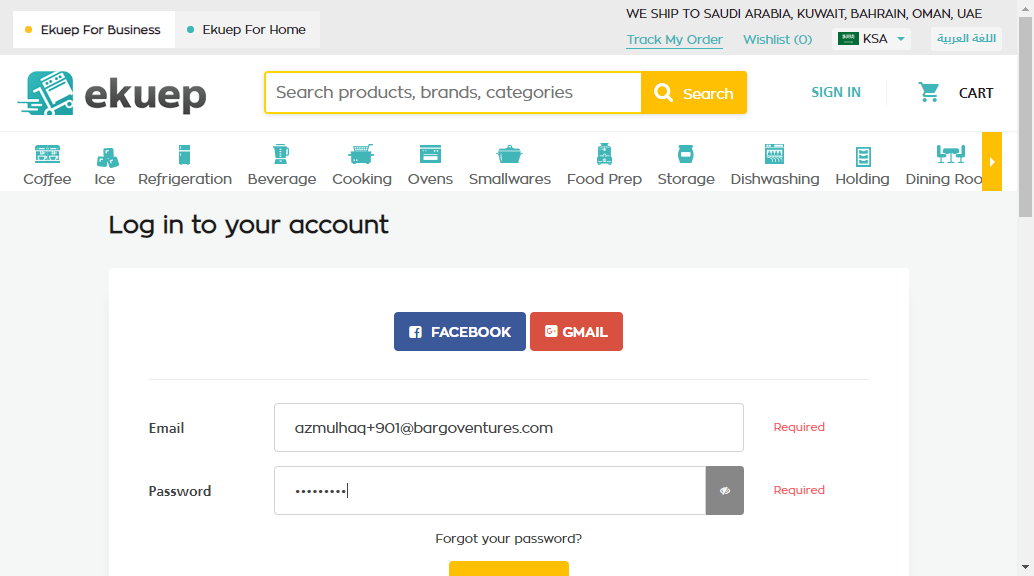 Ekuep For Business
Ekuep For Home
WE SHIP TO SAUDI ARABIA, KUWAIT, BAHRAIN, OMAN, UAE
Track My Order
Wishlist (0)
KSA
اللغة العربية
ekuep
Search products, brands, categories
Search
SIGN IN
CART
Coffee
Ice
Refrigeration
Beverage
Cooking
Ovens
Smallwares
Food Prep
Storage
Dishwashing
Holding
Dining Roo
Log in to your account
FACEBOOK
G+ GMAIL
Email
azmulhaq+901@bargoventures.com
Required
Password
•••••••••
Required
Forgot your password?